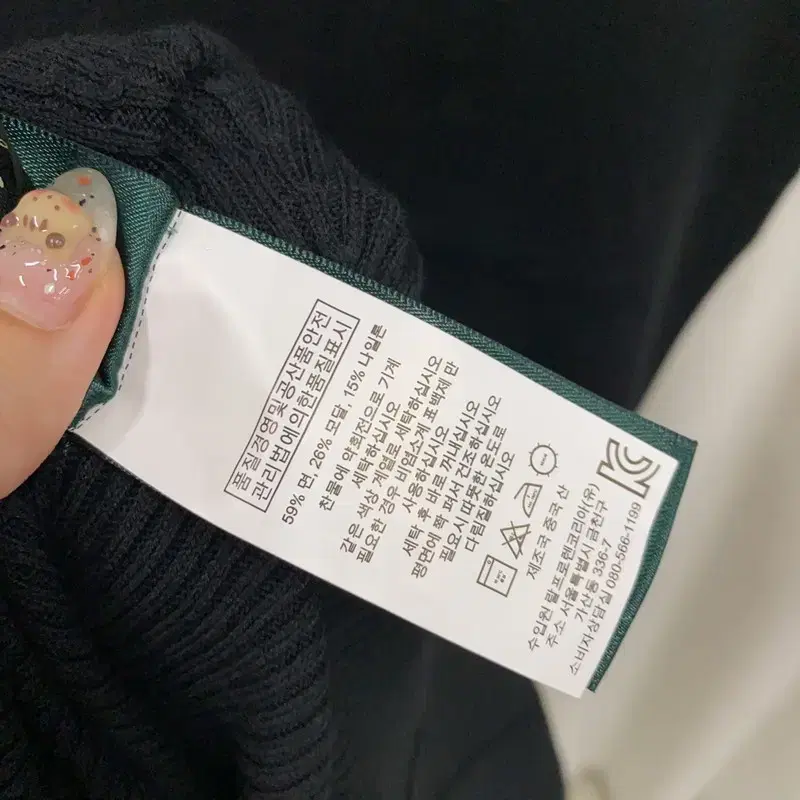 품질경영및공산품안전
관리법에의한품질표시
59% 면, 26% 모달, 15% 나일론
찬물에 약회전으로 기계
세탁하십시오
같은 색상 계열로 세탁하십시오
필요한 경우 비염소계 표백제 만
사용하십시오
세탁 후 바로 꺼내십시오
평면에 쫙 펴서 건조하십시오
필요시 따뜻한 온도로
다림질하십시오
제조국 중국 산
수입원 랄프로렌코리아(유)
주소 서울특별시금천구
가산동 336-7
소비자상담실 080-566-1199